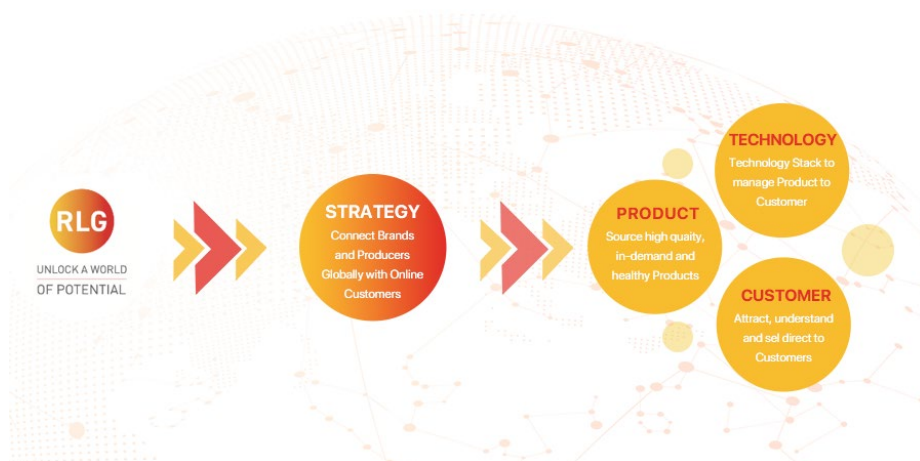 RLG
UNLOCK A WORLD
OF POTENTIAL
STRATEGY
Connect Brands
and Producers
Globally with Online
Customers
PRODUCT
Source high quaity,
in-demand and
healthy Products
TECHNOLOGY
Technology Stack to
manage Product to
Customer
CUSTOMER
Attract, understand
and sel direct to
Customers